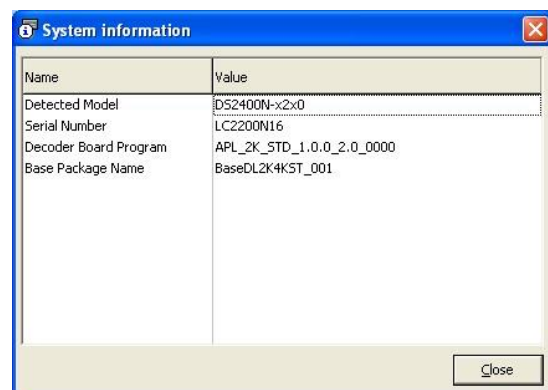 System information
Name Value
Detected Model DS2400N-x2x0
Serial Number LC2200N16
Decoder Board Program APL_2K_STD_1.0.0_2.0_0000
Base Package Name BaseDL2K4KST_001
Close